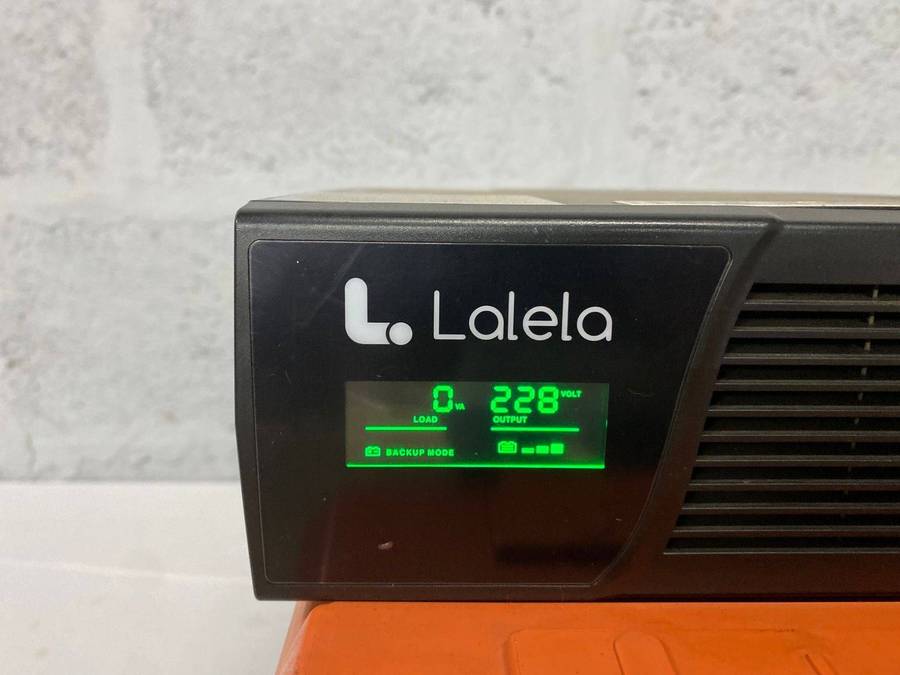 Lalela
0 VA 228 VOLT
LOAD OUTPUT
BACKUP MODE